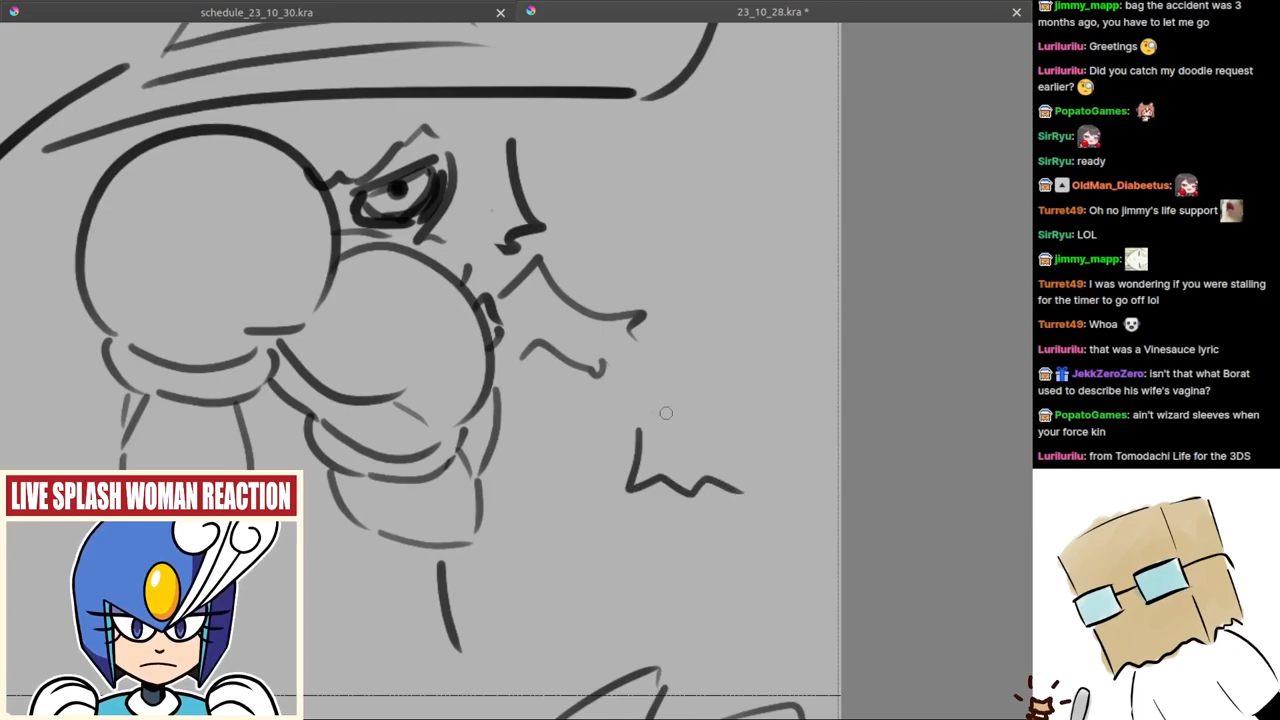 schedule_23_10_30.kra
23_10_28.kra *
jimmy_mapp: bag the accident was 3
months ago, you have to let me go
Lurilurilu: Greetings
Lurilurilu: Did you catch my doodle request
earlier?
PopatoGames:
SirRyu:
SirRyu: ready
OldMan_Diabeetus:
Turret49: Oh no jimmy's life support
SirRyu: LOL
jimmy_mapp:
Turret49: I was wondering if you were stalling
for the timer to go off lol
Turret49: Whoa
Lurilurilu: that was a Vinesauce lyric
JekkZeroZero: isn't that what Borat
used to describe his wife's vagina?
PopatoGames: ain't wizard sleeves when
your force kin
Lurilurilu: from Tomodachi Life for the 3DS
LIVE SPLASH WOMAN REACTION